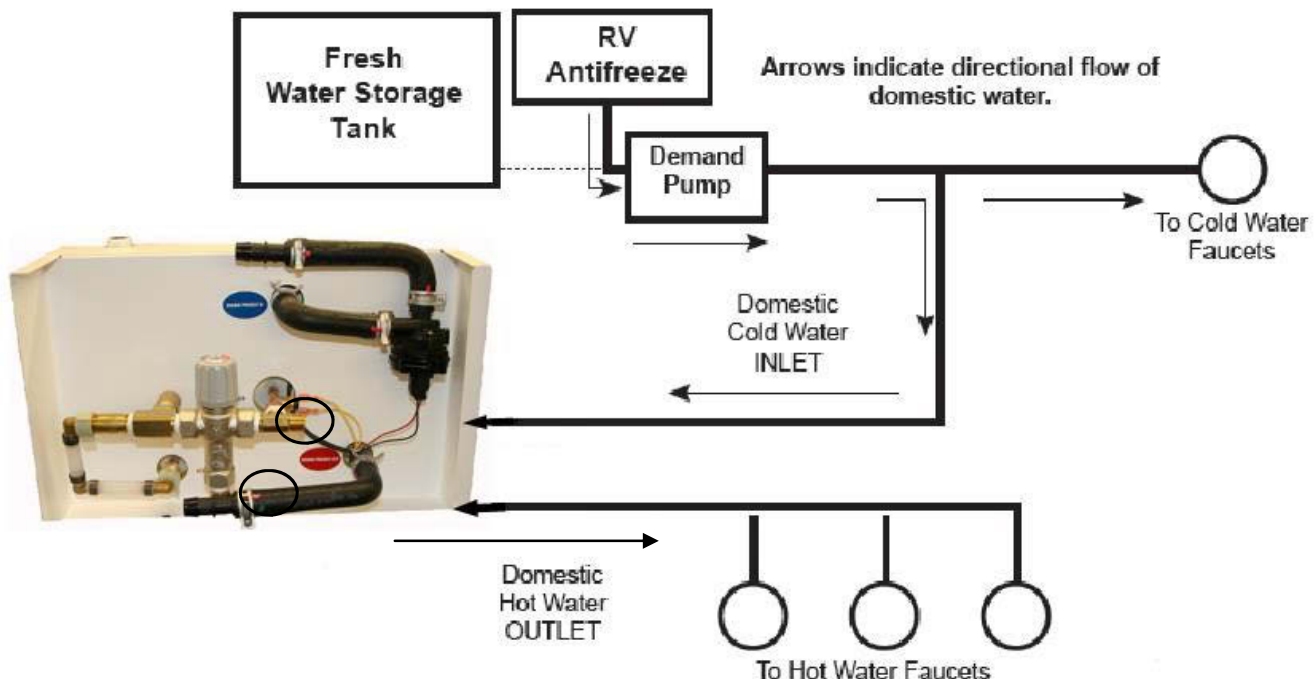 Fresh
Water Storage
Tank
RV
Antifreeze
Arrows indicate directional flow of
domestic water.
Demand
Pump
To Cold Water
Faucets
Domestic
Cold Water
INLET
Domestic
Hot Water
OUTLET
To Hot Water Faucets